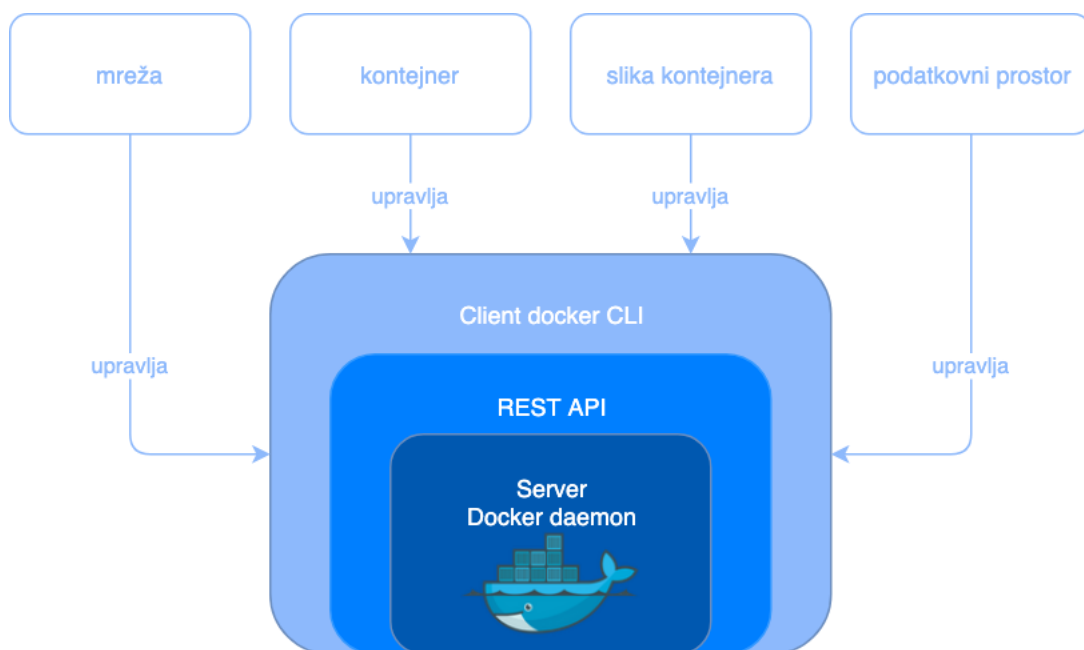 mreža
kontejner
slika kontejnera
podatkovni prostor
upravlja
upravlja
Client docker CLI
upravlja
upravlja
REST API
Server
Docker daemon